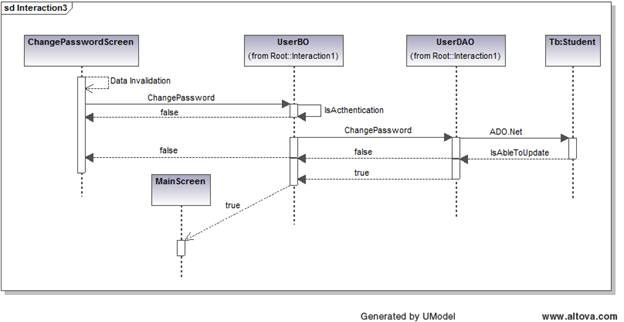 sd Interaction3
ChangePasswordScreen
UserBO
(from Root::Interaction1)
UserDAO
(from Root::Interaction1)
Tb:Student
Data Invalidation
ChangePassword
IsActhentication
false
ChangePassword
ADO.Net
false
false
IsAbleToUpdate
true
MainScreen
true
Generated by UModel
www.altova.com